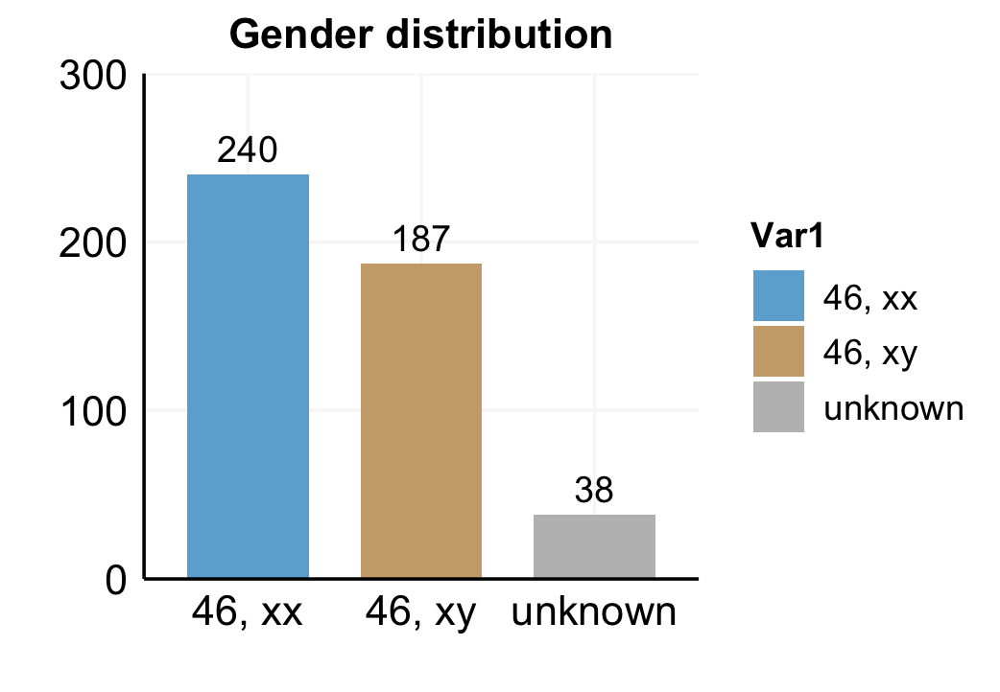 Gender distribution
300
200
100
0
240
187
38
46, xx
46, xy
unknown
Var1
46, xx
46, xy
unknown